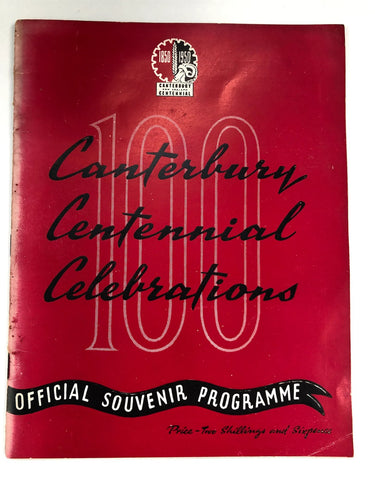 1850 1950
CANTERBURY
CENTENNIAL
100
Canterbury
Centennial
Celebrations
OFFICIAL SOUVENIR PROGRAMME
Price - Two Shillings and Sixpence